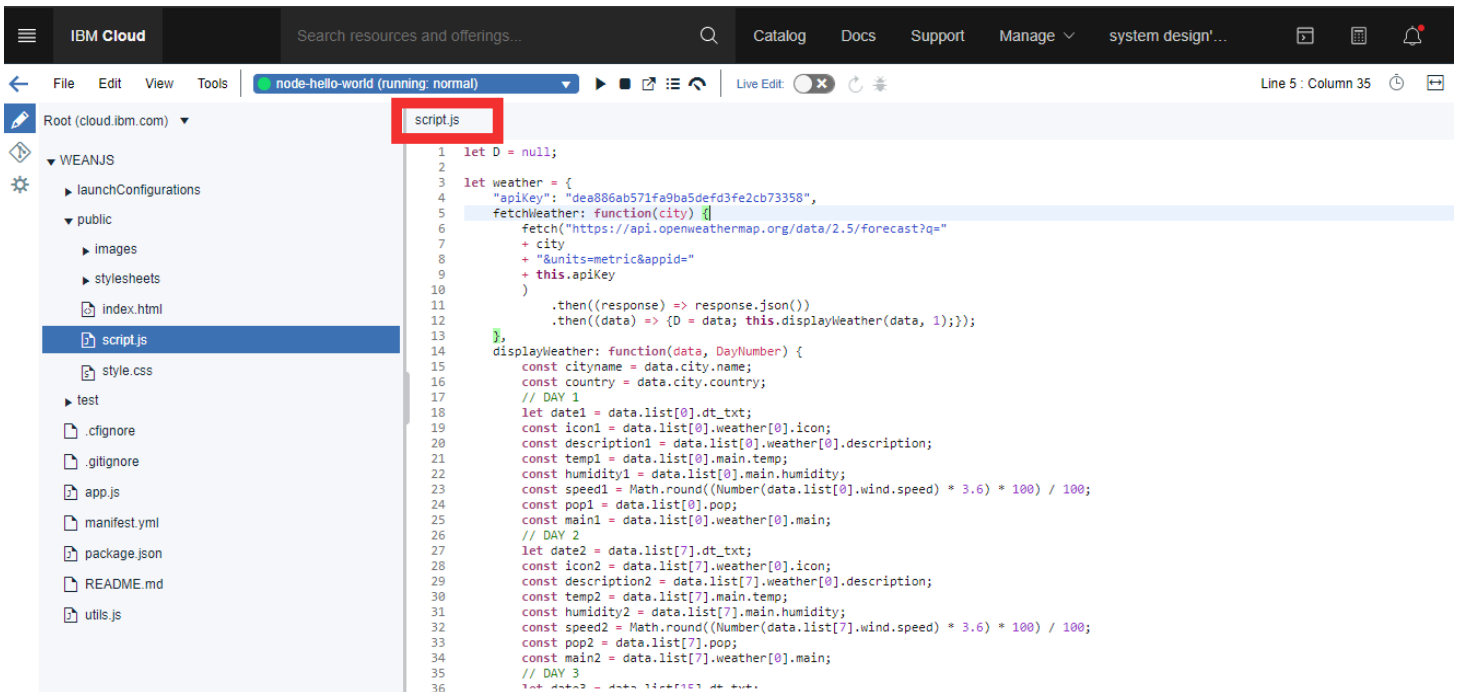 IBM Cloud
Search resources and offerings...
Catalog
Docs
Support
Manage
system design'...
File
Edit
View
Tools
node-hello-world (running: normal)
Live Edit:
Line 5 : Column 35
Root (cloud.ibm.com)
WEANJS
launchConfigurations
public
images
stylesheets
index.html
script.js
style.css
test
.cfignore
.gitignore
app.js
manifest.yml
package.json
README.md
utils.js
script.js
1 let D = null;
2
3 let weather = {
4 "apiKey": "dea886ab571fa9ba5defd3fe2cb73358",
5 fetchWeather: function(city) {
6 fetch("https://api.openweathermap.org/data/2.5/forecast?q="
7 + city
8 + "&units=metric&appid="
9 + this.apiKey
10 )
11 .then((response) => response.json())
12 .then((data) => {D = data; this.displayWeather(data, 1);});
13 },
14 displayWeather: function(data, DayNumber) {
15 const cityname = data.city.name;
16 const country = data.city.country;
17 // DAY 1
18 let date1 = data.list[0].dt_txt;
19 const icon1 = data.list[0].weather[0].icon;
20 const description1 = data.list[0].weather[0].description;
21 const temp1 = data.list[0].main.temp;
22 const humidity1 = data.list[0].main.humidity;
23 const speed1 = Math.round((Number(data.list[0].wind.speed) * 3.6) * 100) / 100;
24 const pop1 = data.list[0].pop;
25 const main1 = data.list[0].weather[0].main;
26 // DAY 2
27 let date2 = data.list[7].dt_txt;
28 const icon2 = data.list[7].weather[0].icon;
29 const description2 = data.list[7].weather[0].description;
30 const temp2 = data.list[7].main.temp;
31 const humidity2 = data.list[7].main.humidity;
32 const speed2 = Math.round((Number(data.list[7].wind.speed) * 3.6) * 100) / 100;
33 const pop2 = data.list[7].pop;
34 const main2 = data.list[7].weather[0].main;
35 // DAY 3
36 let date3 = data.list[15].dt_txt;